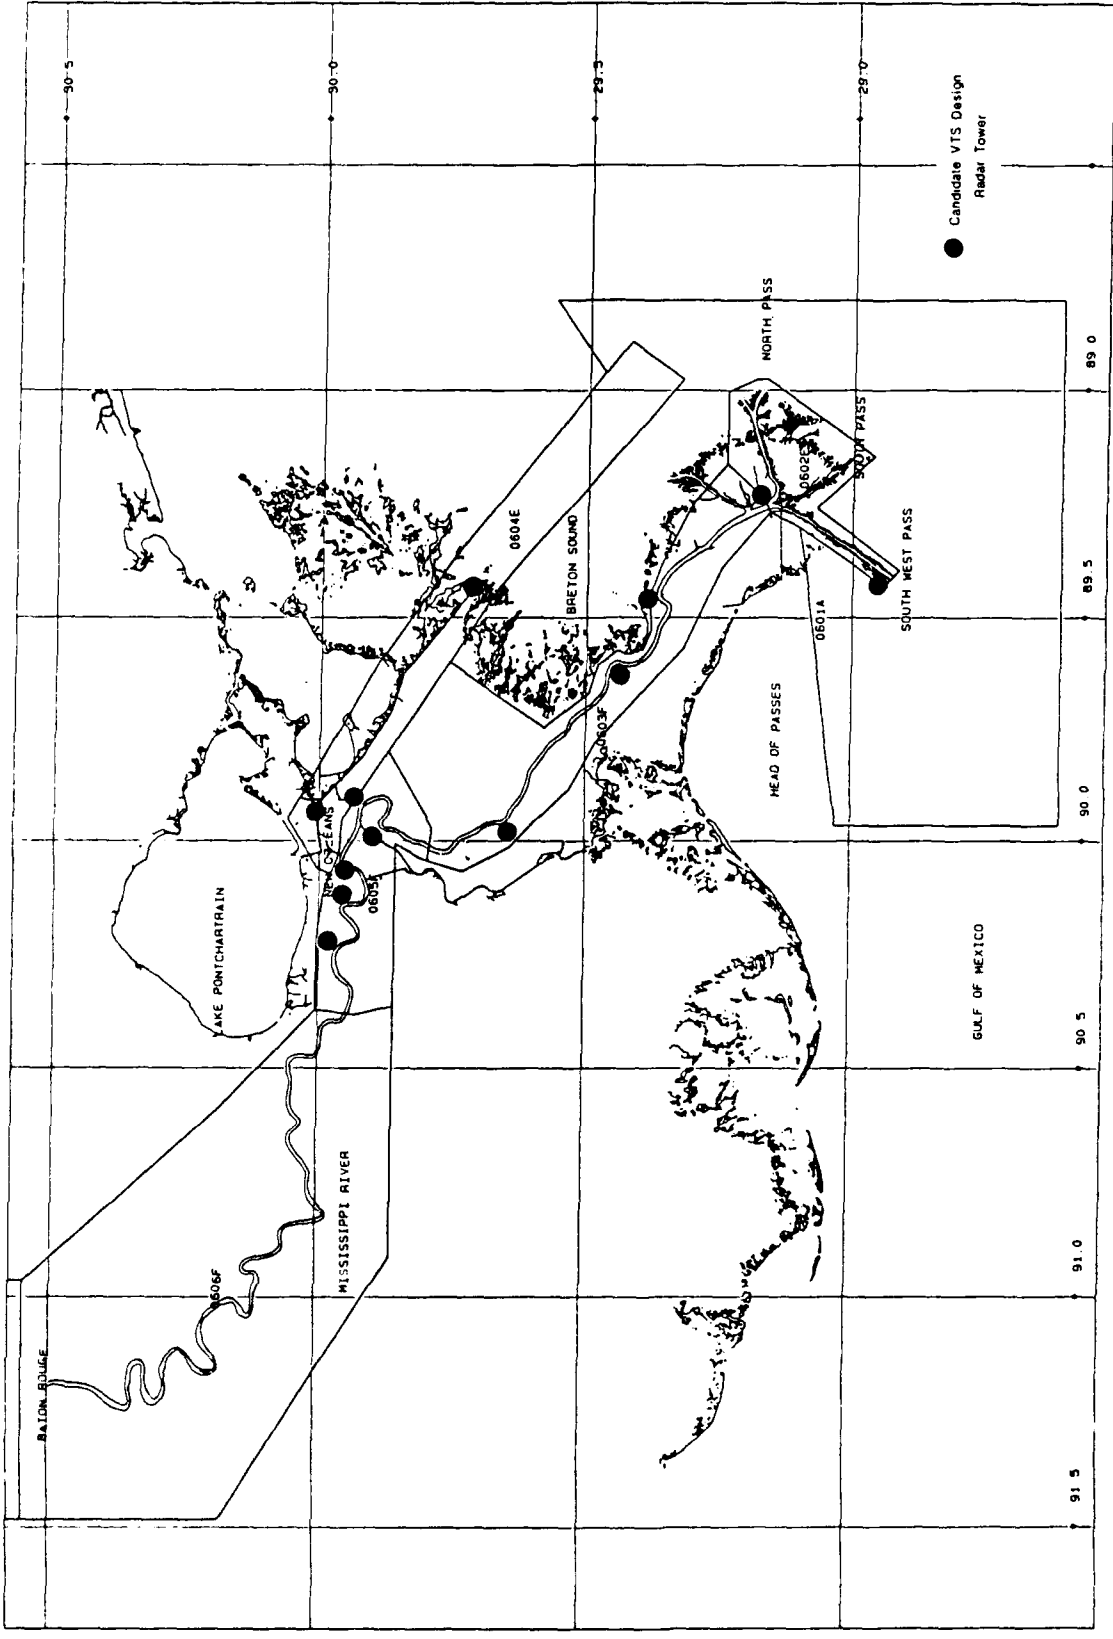 BATON ROUGE
30 5
0606F
LAKE PONTCHARTRAIN
NEW ORLEANS
30.0
MISSISSIPPI RIVER
0604E
BRETON SOUND
29.5
0603F
NORTH PASS
HEAD OF PASSES
0602E
0601A
SOUTH PASS
29.0
SOUTH WEST PASS
Candidate VTS Design
Radar Tower
GULF OF MEXICO
91 5
91.0
90 5
90 0
89.5
89 0